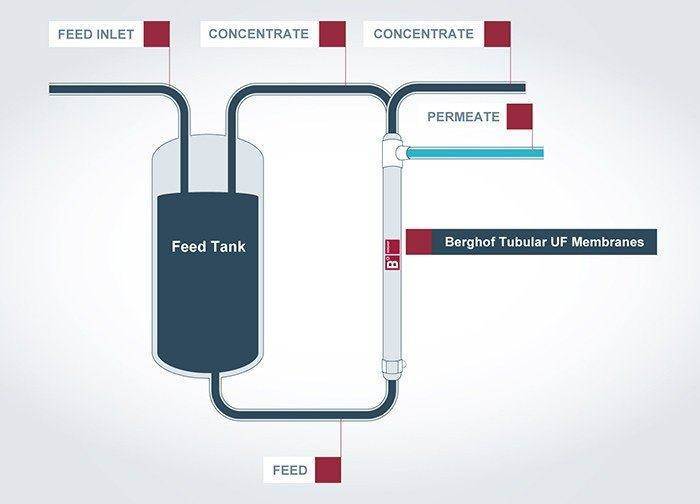 FEED INLET
CONCENTRATE
CONCENTRATE
PERMEATE
Feed Tank
Berghof Tubular UF Membranes
B
FEED